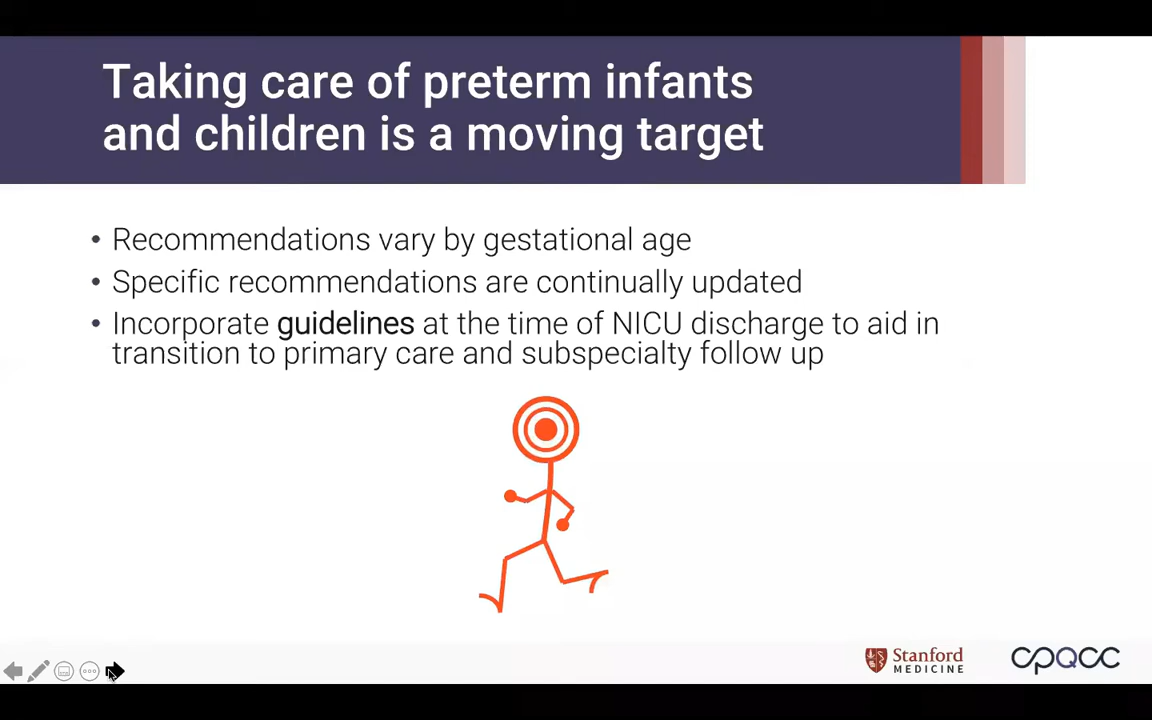 Taking care of preterm infants
and children is a moving target
• Recommendations vary by gestational age
• Specific recommendations are continually updated
• Incorporate guidelines at the time of NICU discharge to aid in
transition to primary care and subspecialty follow up
Stanford
MEDICINE
cpqcc